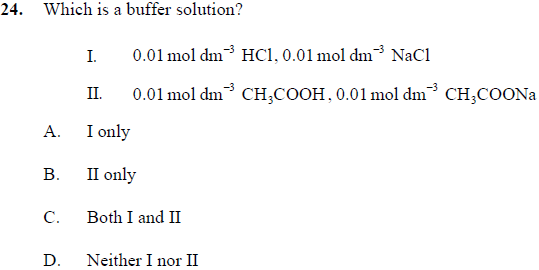 24. Which is a buffer solution?
I. 0.01 mol dm⁻³ HCl, 0.01 mol dm⁻³ NaCl
II. 0.01 mol dm⁻³ CH₃COOH, 0.01 mol dm⁻³ CH₃COONa
A. I only
B. II only
C. Both I and II
D. Neither I nor II